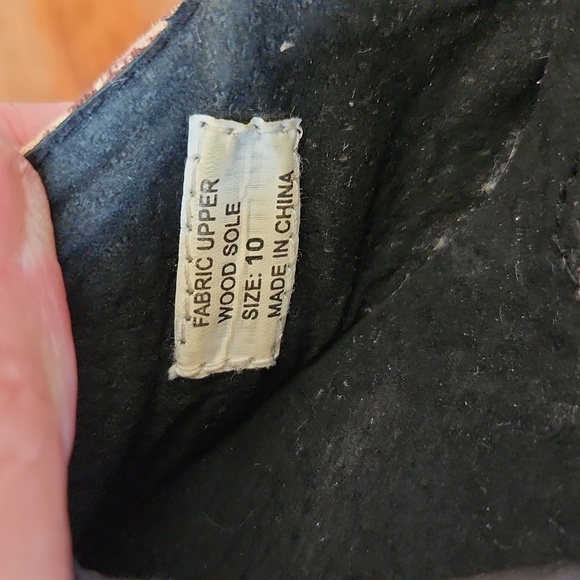 FABRIC UPPER
WOOD SOLE
SIZE: 10
MADE IN CHINA